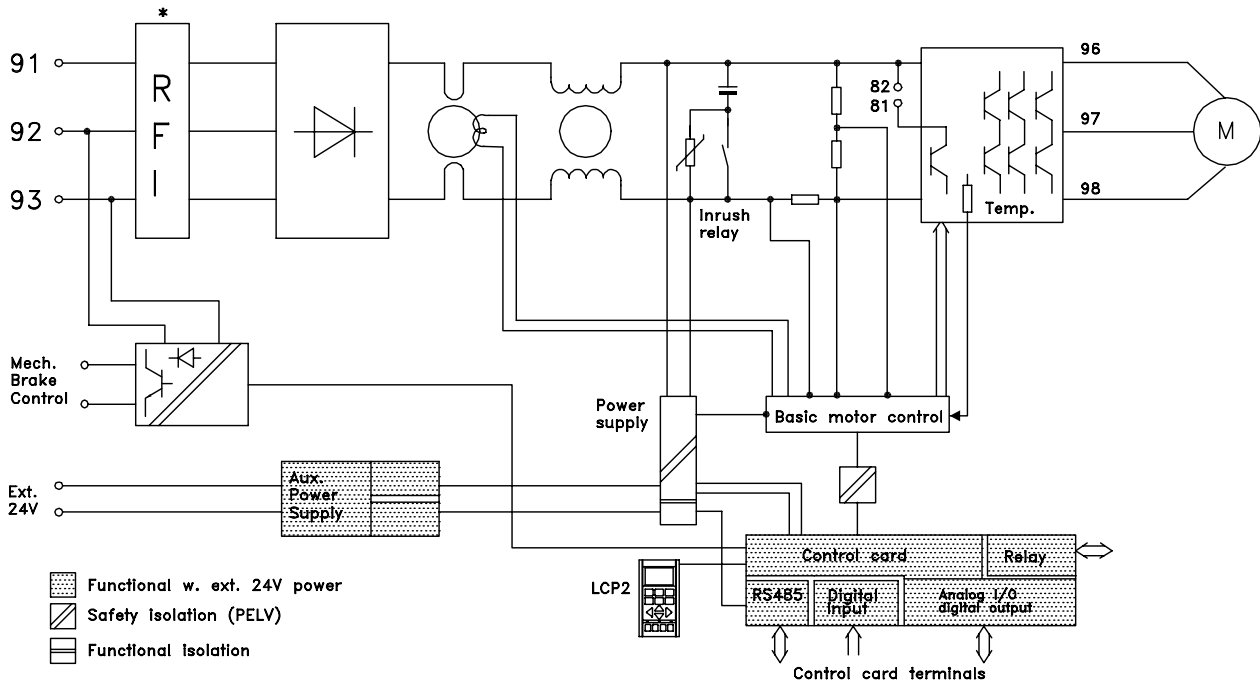 *
91
92
93
R
F
I
82
81
96
97
98
M
Temp.
Inrush
relay
Mech.
Brake
Control
Power
supply
Basic motor control
Ext.
24V
Aux.
Power
Supply
Control card
Relay
LCP2
RS485
Digital
Input
Analog I/O
digital output
Functional w. ext. 24V power
Safety isolation (PELV)
Functional isolation
Control card terminals